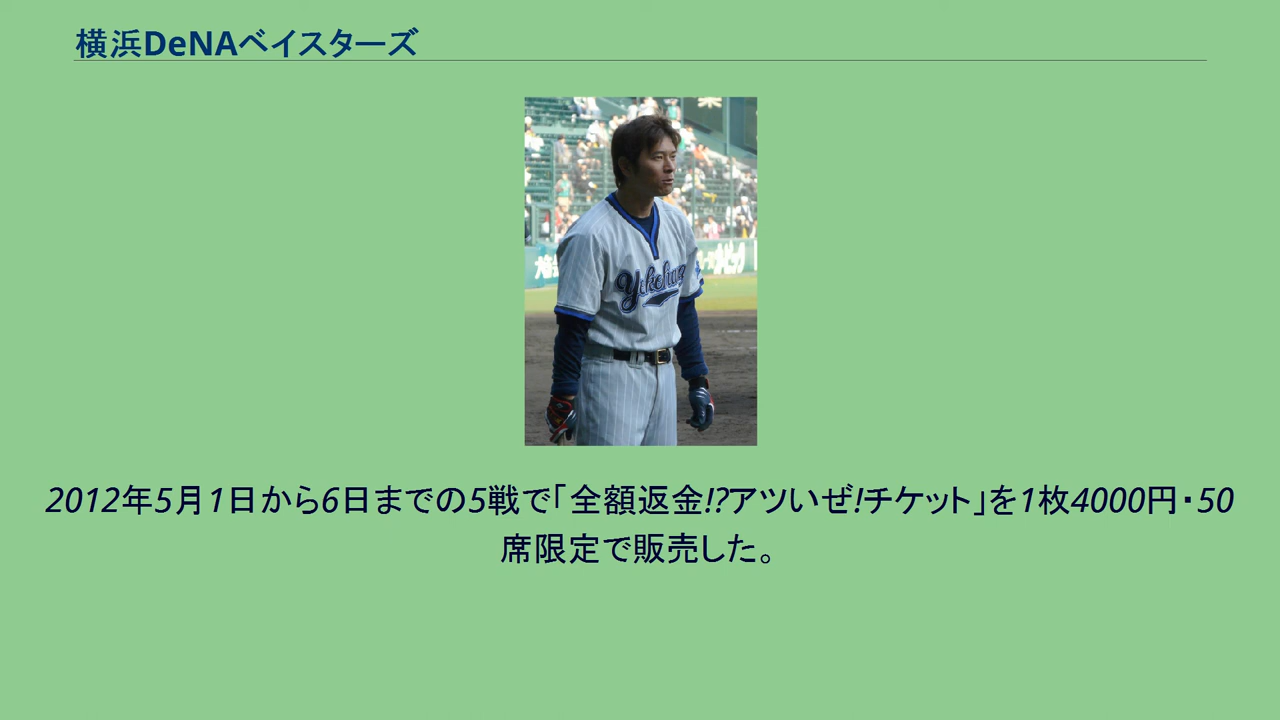 横浜DeNAベイスターズ
Yokohama
2012年5月1日から6日までの5戦で「全額返金!?アツいぜ!チケット」を1枚4000円・50
席限定で販売した。